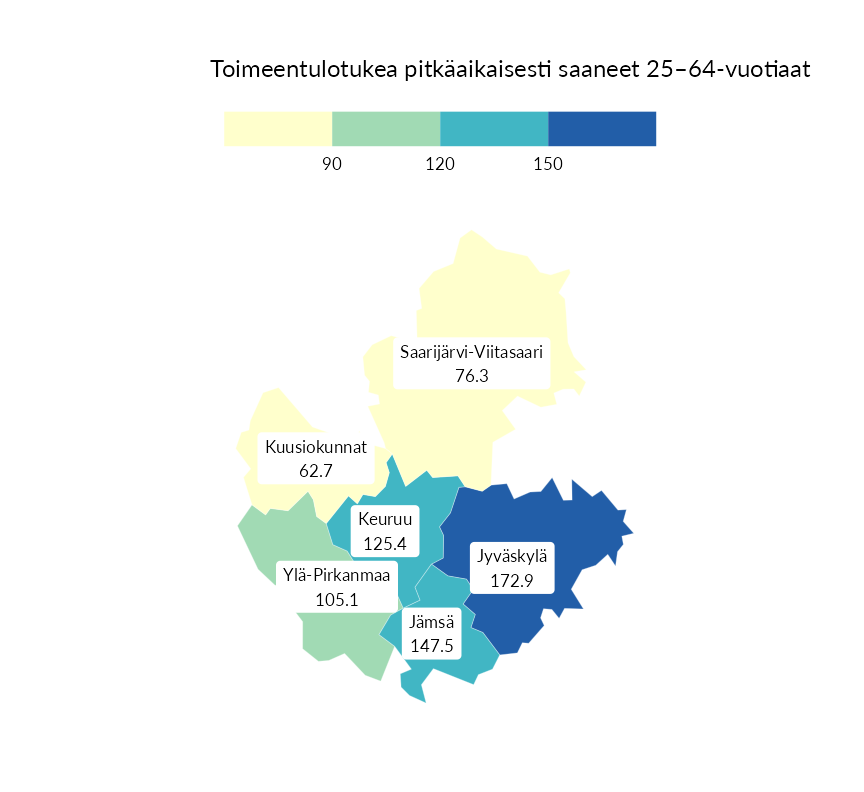 Toimeentulotukea pitkäaikaisesti saaneet 25–64-vuotiaat
90 120 150
Saarijärvi-Viitasaari
76.3
Kuusiokunnat
62.7
Keuruu
125.4
Jyväskylä
172.9
Ylä-Pirkanmaa
105.1
Jämsä
147.5